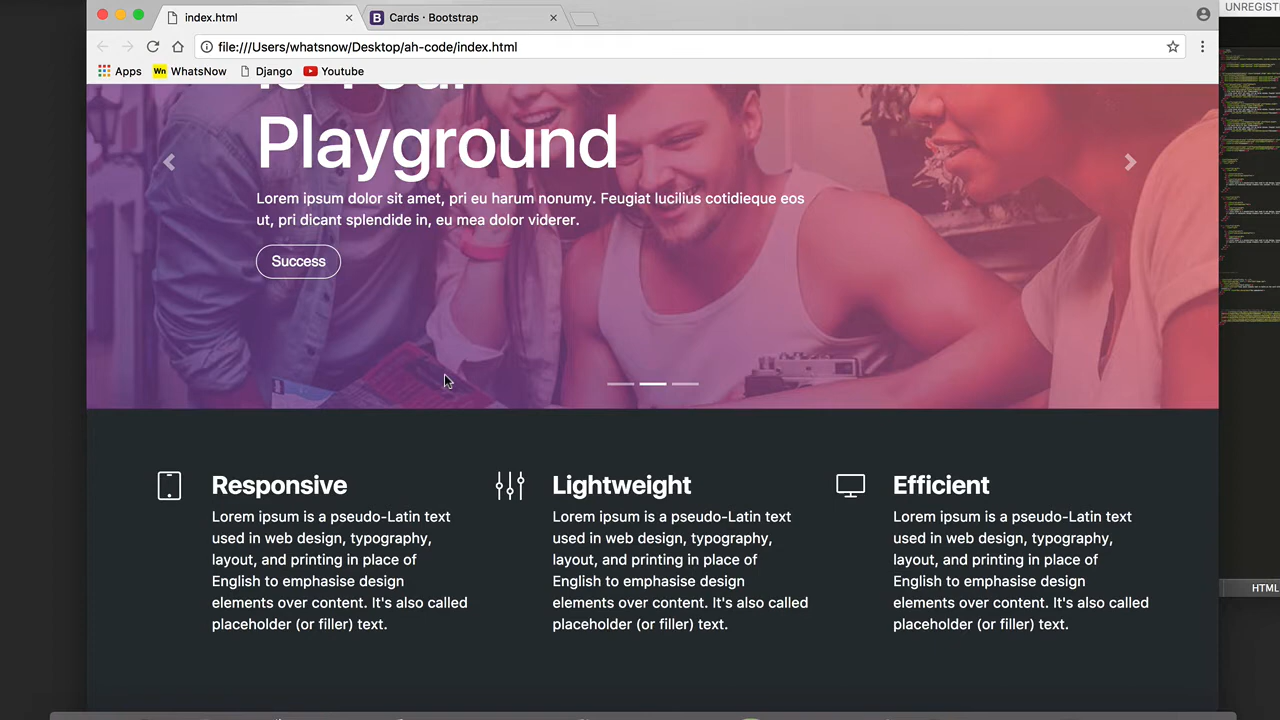 index.html
Cards · Bootstrap
UNREGIST
file:///Users/whatsnow/Desktop/ah-code/index.html
Apps
Wn WhatsNow
Django
YouTube
Playground
Lorem ipsum dolor sit amet, pri eu harum nonumy. Feugiat lucilius cotidieque eos
ut, pri dicant splendide in, eu mea dolor viderer.
Success
Responsive
Lorem ipsum is a pseudo-Latin text
used in web design, typography,
layout, and printing in place of
English to emphasise design
elements over content. It's also called
placeholder (or filler) text.
Lightweight
Lorem ipsum is a pseudo-Latin text
used in web design, typography,
layout, and printing in place of
English to emphasise design
elements over content. It's also called
placeholder (or filler) text.
Efficient
Lorem ipsum is a pseudo-Latin text
used in web design, typography,
layout, and printing in place of
English to emphasise design
elements over content. It's also called
placeholder (or filler) text.
HTML